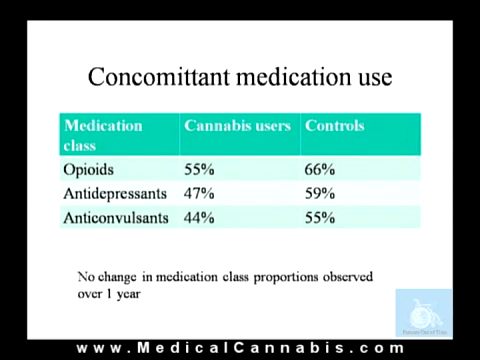 Concomittant medication use
Medication class Cannabis users Controls
Opioids 55% 66%
Antidepressants 47% 59%
Anticonvulsants 44% 55%
No change in medication class proportions observed
over 1 year
www.MedicalCannabis.com